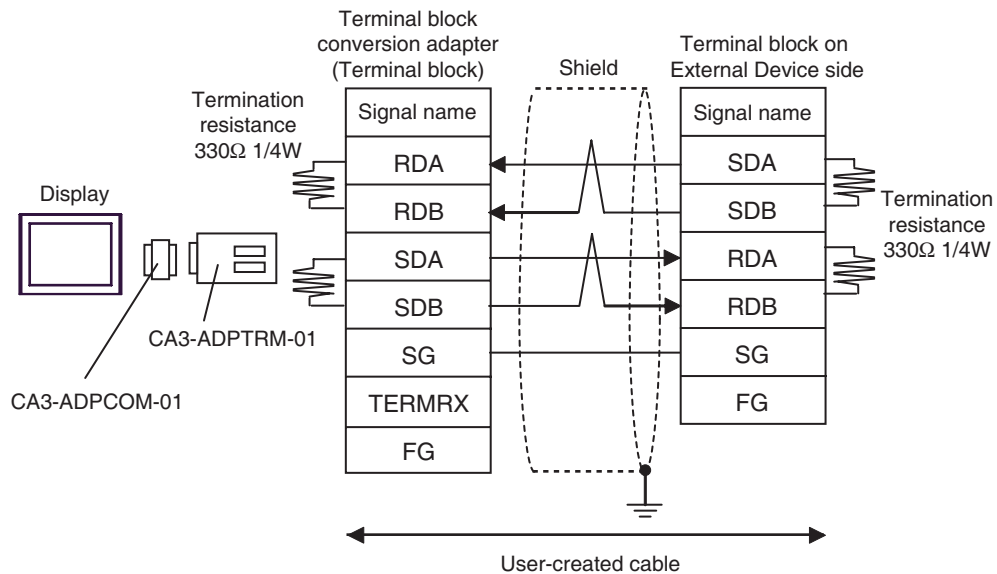 Terminal block
conversion adapter
(Terminal block)
Shield
Terminal block on
External Device side
Termination
resistance
330Ω 1/4W
Display
CA3-ADPTRM-01
CA3-ADPCOM-01
Signal name
RDA
RDB
SDA
SDB
SG
TERMRX
FG
Signal name
SDA
SDB
RDA
RDB
SG
FG
Termination
resistance
330Ω 1/4W
User-created cable